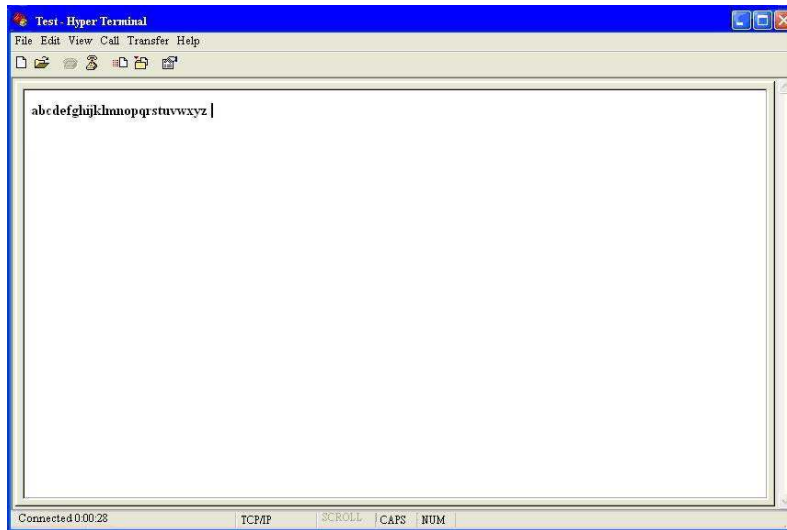 Test - Hyper Terminal
File Edit View Call Transfer Help
abcdefghijklmnopqrstuvwxyz
Connected 0:00:28 TCP/IP SCROLL CAPS NUM